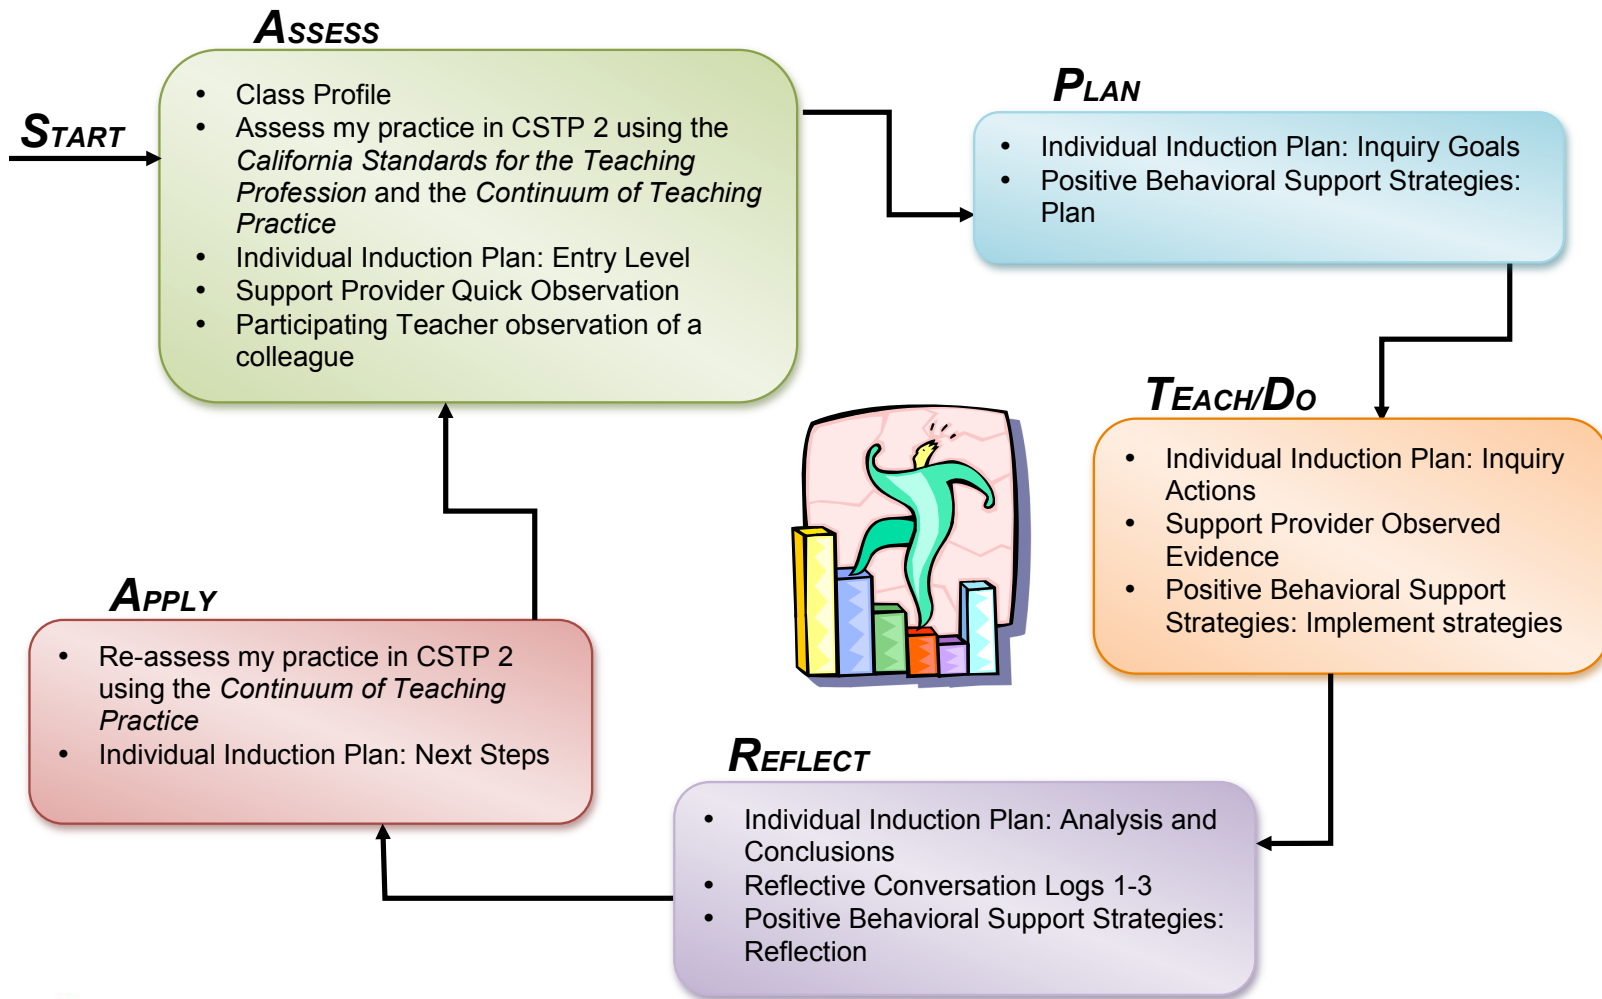 START
ASSESS
• Class Profile
• Assess my practice in CSTP 2 using the
California Standards for the Teaching
Profession and the Continuum of Teaching
Practice
• Individual Induction Plan: Entry Level
• Support Provider Quick Observation
• Participating Teacher observation of a
colleague
PLAN
• Individual Induction Plan: Inquiry Goals
• Positive Behavioral Support Strategies:
Plan
TEACH/DO
• Individual Induction Plan: Inquiry
Actions
• Support Provider Observed
Evidence
• Positive Behavioral Support
Strategies: Implement strategies
REFLECT
• Individual Induction Plan: Analysis and
Conclusions
• Reflective Conversation Logs 1-3
• Positive Behavioral Support Strategies:
Reflection
APPLY
• Re-assess my practice in CSTP 2
using the Continuum of Teaching
Practice
• Individual Induction Plan: Next Steps